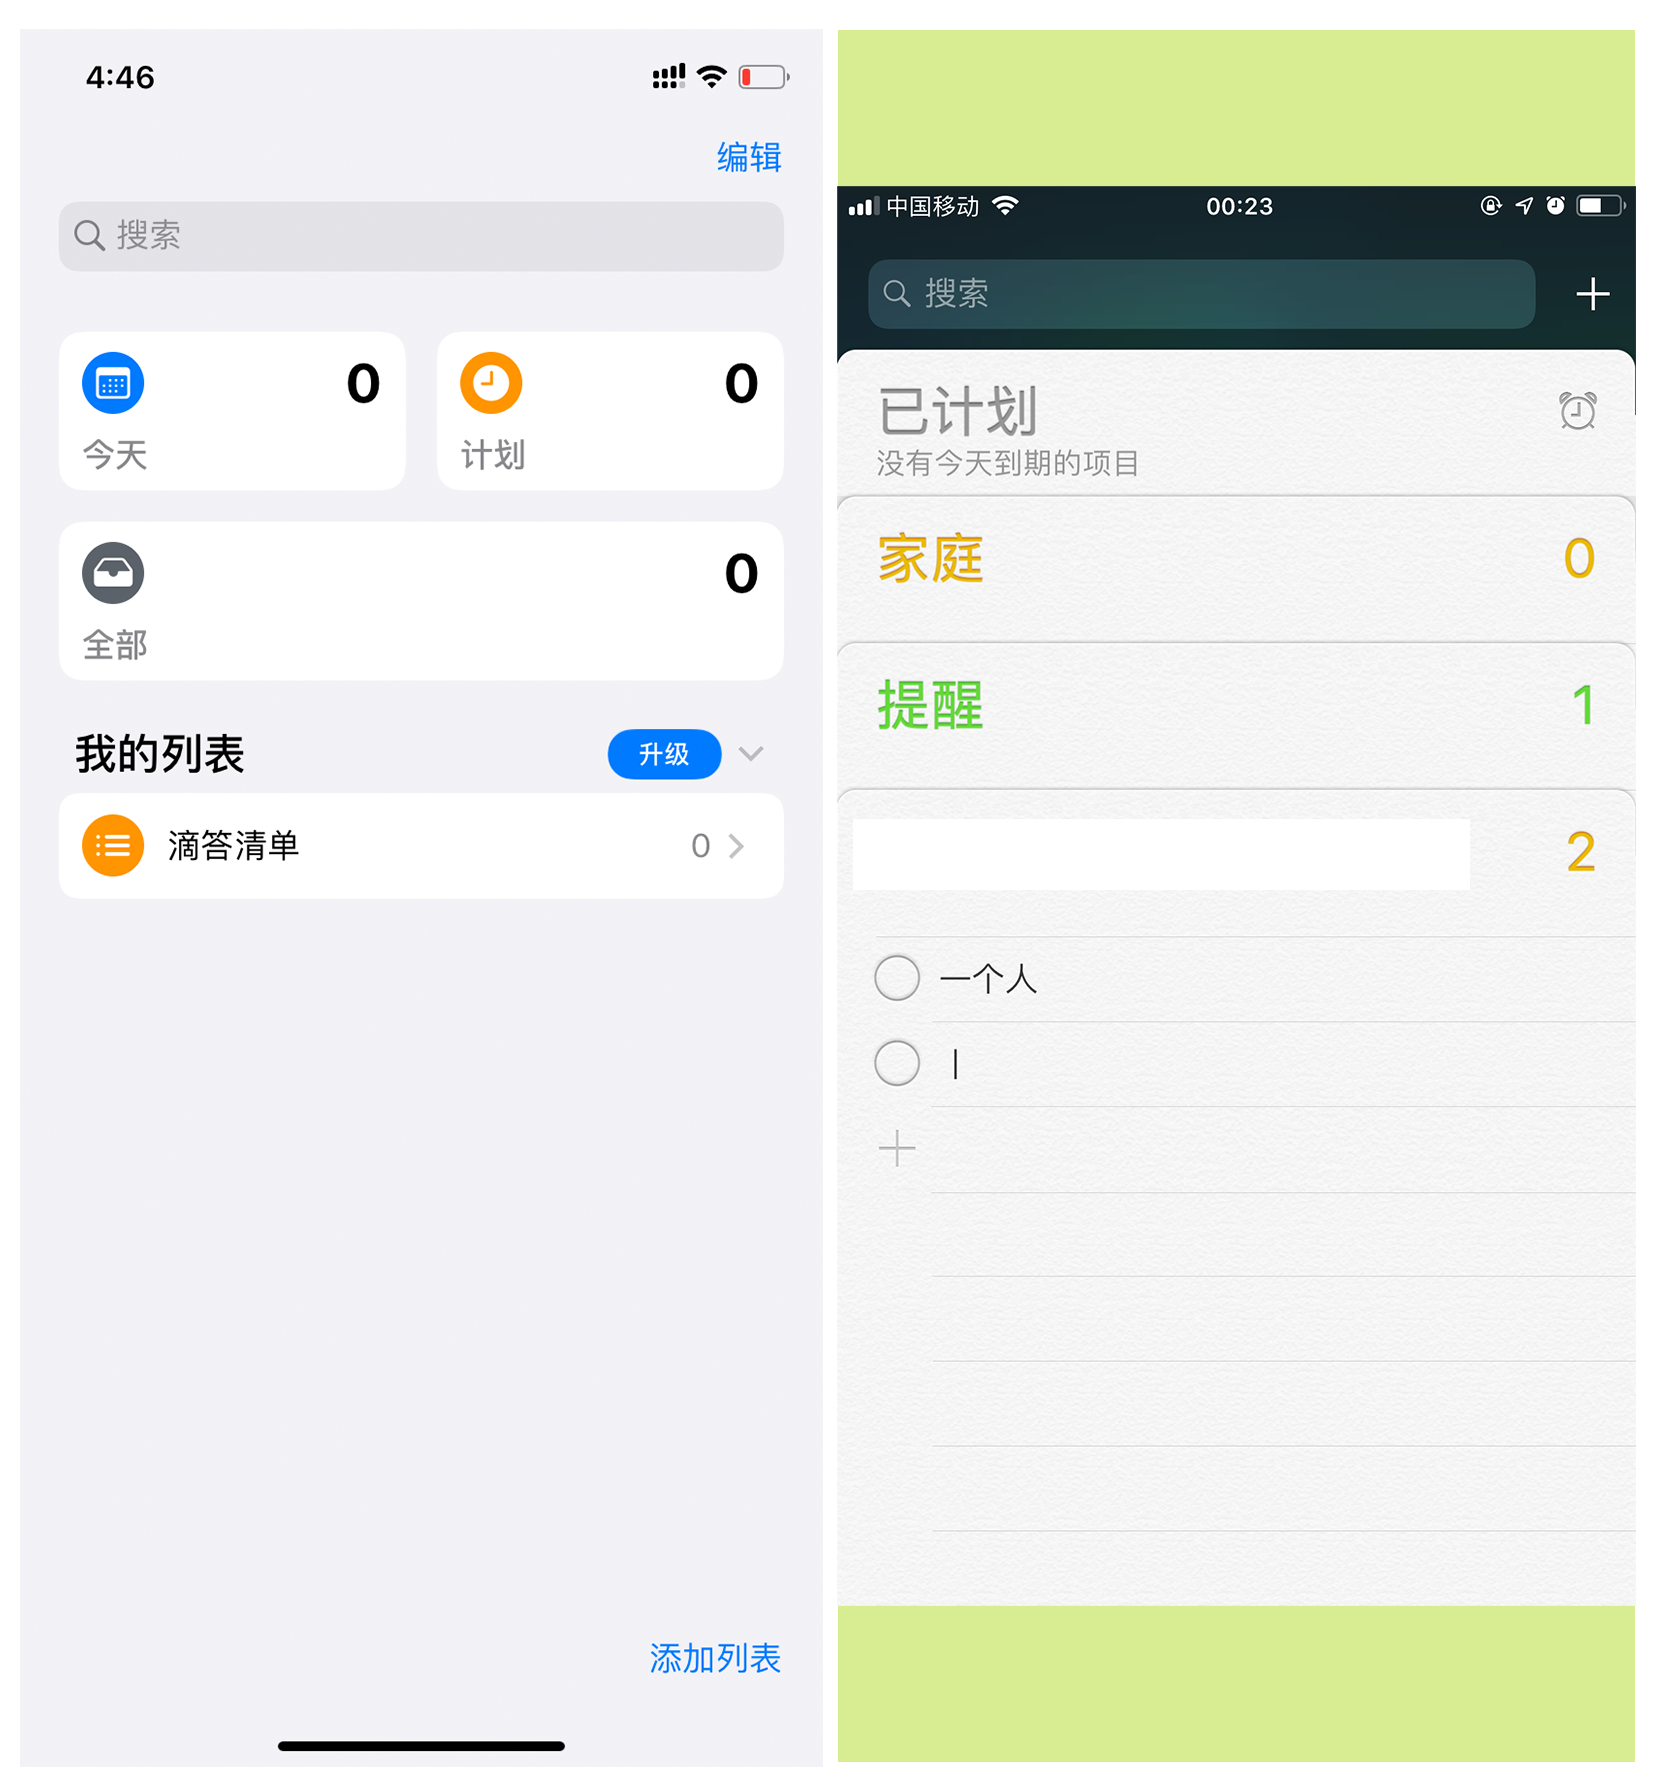 4:46
编辑
搜索
0
0
今天
计划
0
全部
我的列表
升级
滴答清单
0
添加列表
中国移动
00:23
搜索
已计划
没有今天到期的项目
家庭
0
提醒
1
2
一个人